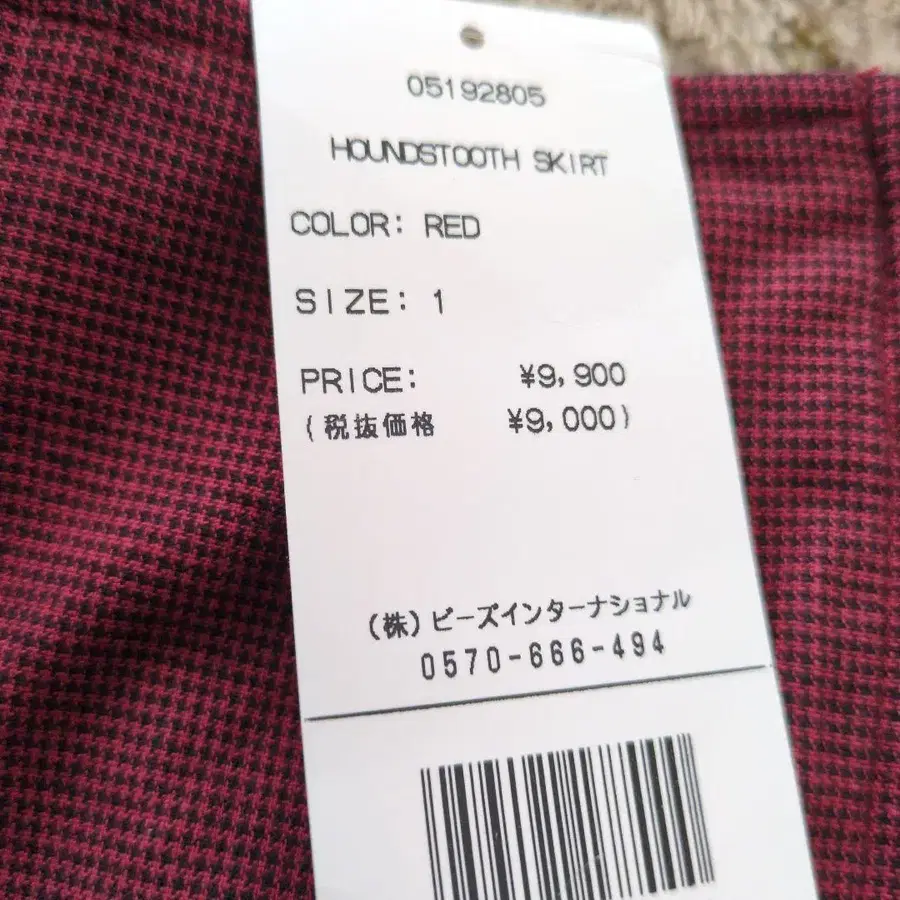 05192805
HOUNDSTOOTH SKIRT
COLOR: RED
SIZE: 1
PRICE: ¥9,900
(税抜価格 ¥9,000)
(株)ビーズインターナショナル
0570-666-494